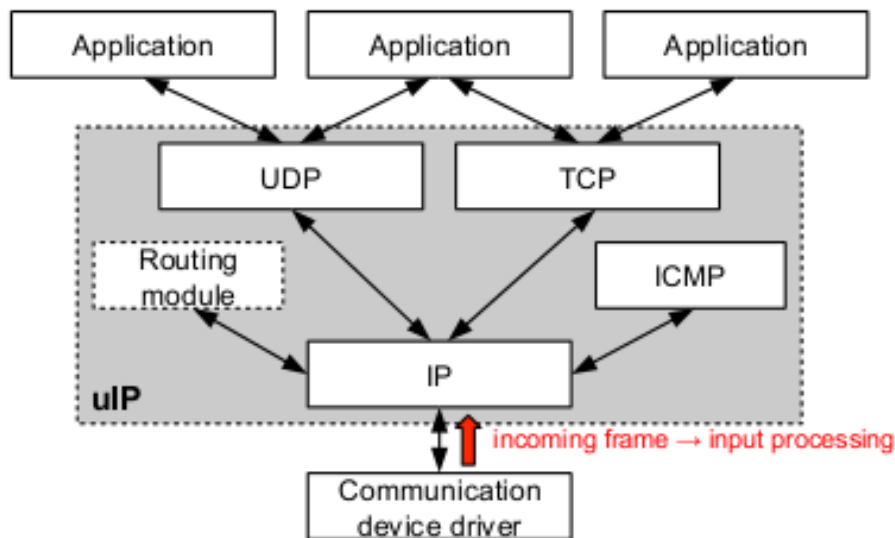 Application
Application
Application
UDP
TCP
Routing
module
ICMP
IP
uIP
incoming frame → input processing
Communication
device driver